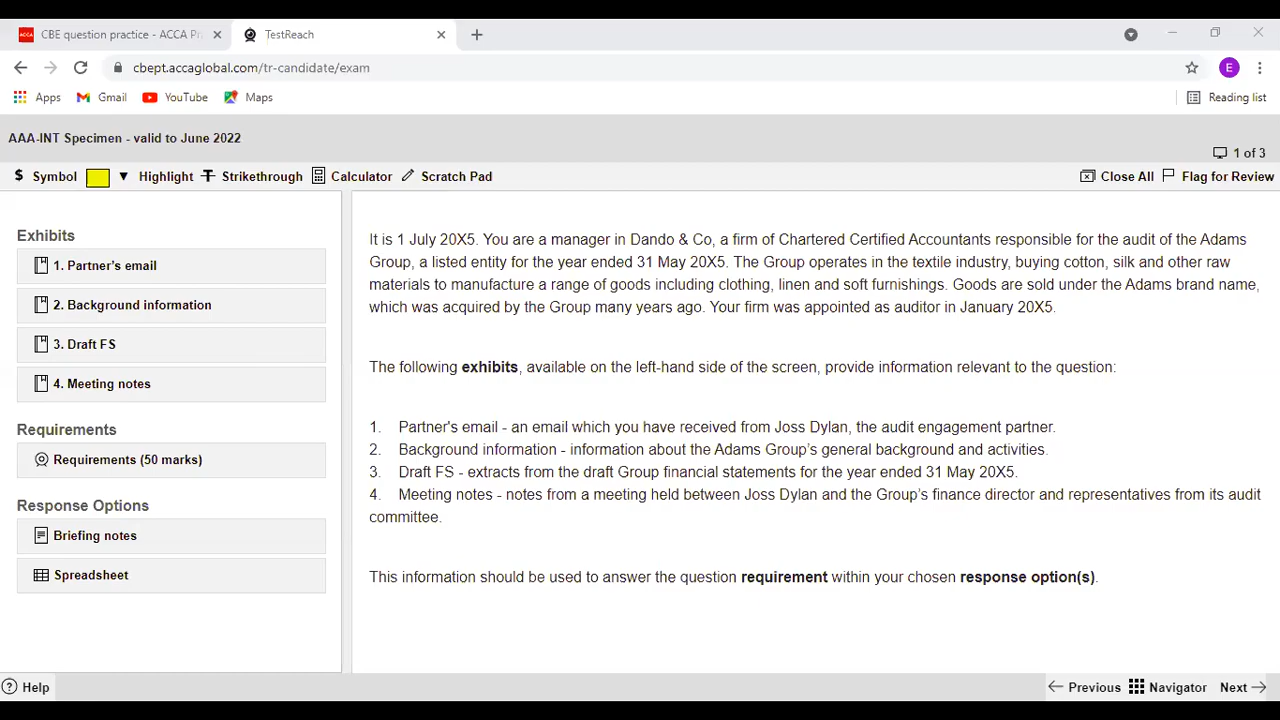 CBE question practice - ACCA Pr
TestReach
cbept.accaglobal.com/tr-candidate/exam
E
Apps Gmail YouTube Maps Reading list
AAA-INT Specimen - valid to June 2022
1 of 3
$ Symbol Highlight Strikethrough Calculator Scratch Pad Close All Flag for Review
Exhibits
1. Partner's email
2. Background information
3. Draft FS
4. Meeting notes
Requirements
Requirements (50 marks)
Response Options
Briefing notes
Spreadsheet
It is 1 July 20X5. You are a manager in Dando & Co, a firm of Chartered Certified Accountants responsible for the audit of the Adams
Group, a listed entity for the year ended 31 May 20X5. The Group operates in the textile industry, buying cotton, silk and other raw
materials to manufacture a range of goods including clothing, linen and soft furnishings. Goods are sold under the Adams brand name,
which was acquired by the Group many years ago. Your firm was appointed as auditor in January 20X5.
The following exhibits, available on the left-hand side of the screen, provide information relevant to the question:
1. Partner's email - an email which you have received from Joss Dylan, the audit engagement partner.
2. Background information - information about the Adams Group's general background and activities.
3. Draft FS - extracts from the draft Group financial statements for the year ended 31 May 20X5.
4. Meeting notes - notes from a meeting held between Joss Dylan and the Group's finance director and representatives from its audit
committee.
This information should be used to answer the question requirement within your chosen response option(s).
? Help
Previous Navigator Next